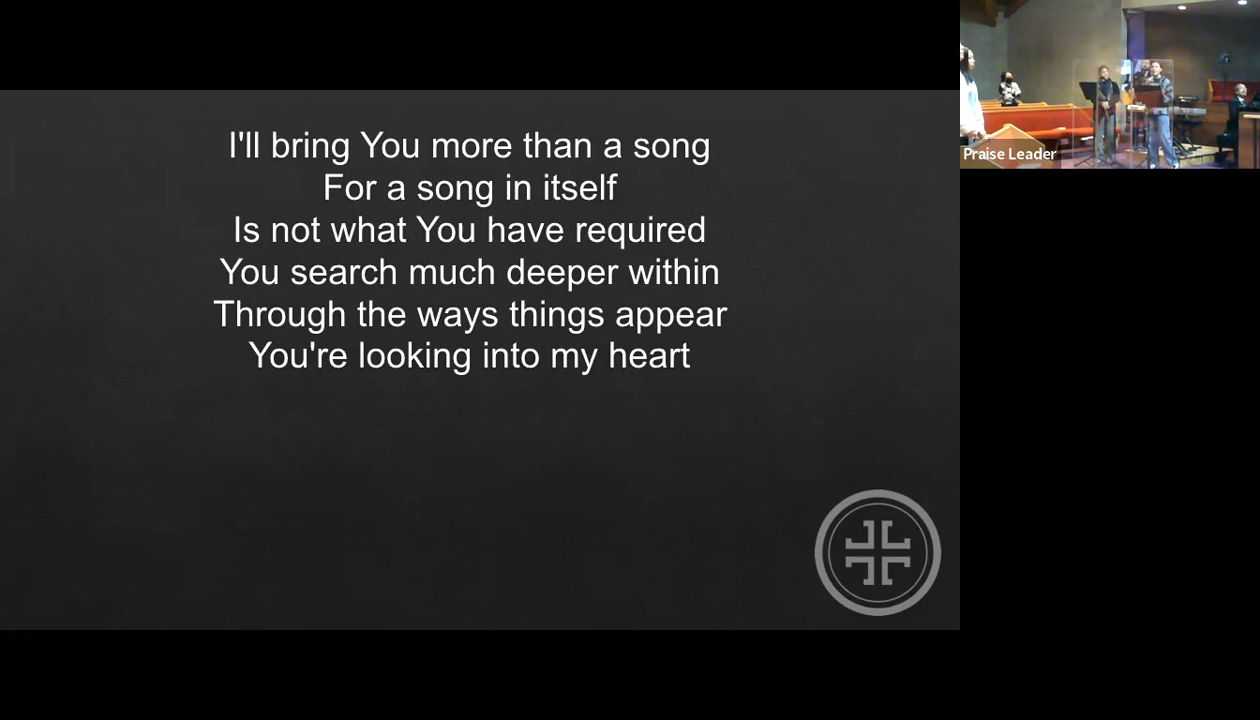 I'll bring You more than a song
For a song in itself
Is not what You have required
You search much deeper within
Through the ways things appear
You're looking into my heart
Praise Leader